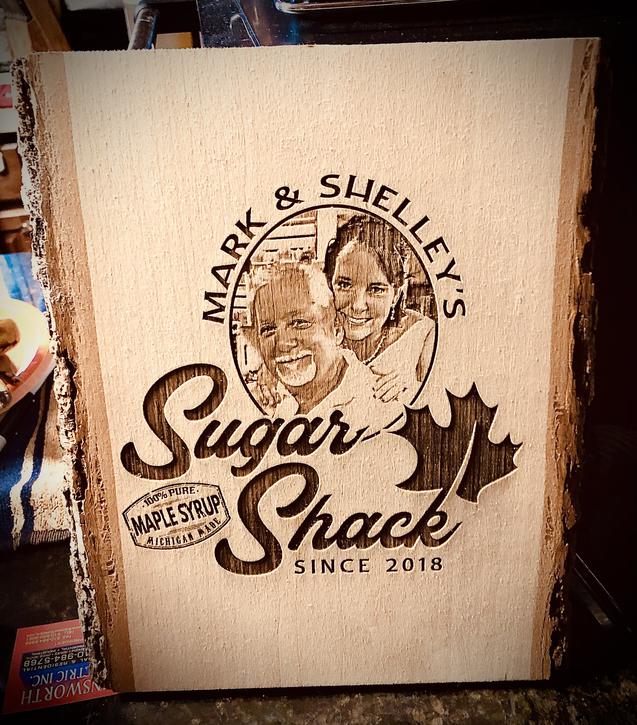 MARK & SHELLEY'S
Sugar
Shack
100% PURE
MAPLE SYRUP
MICHIGAN MADE
SINCE 2018